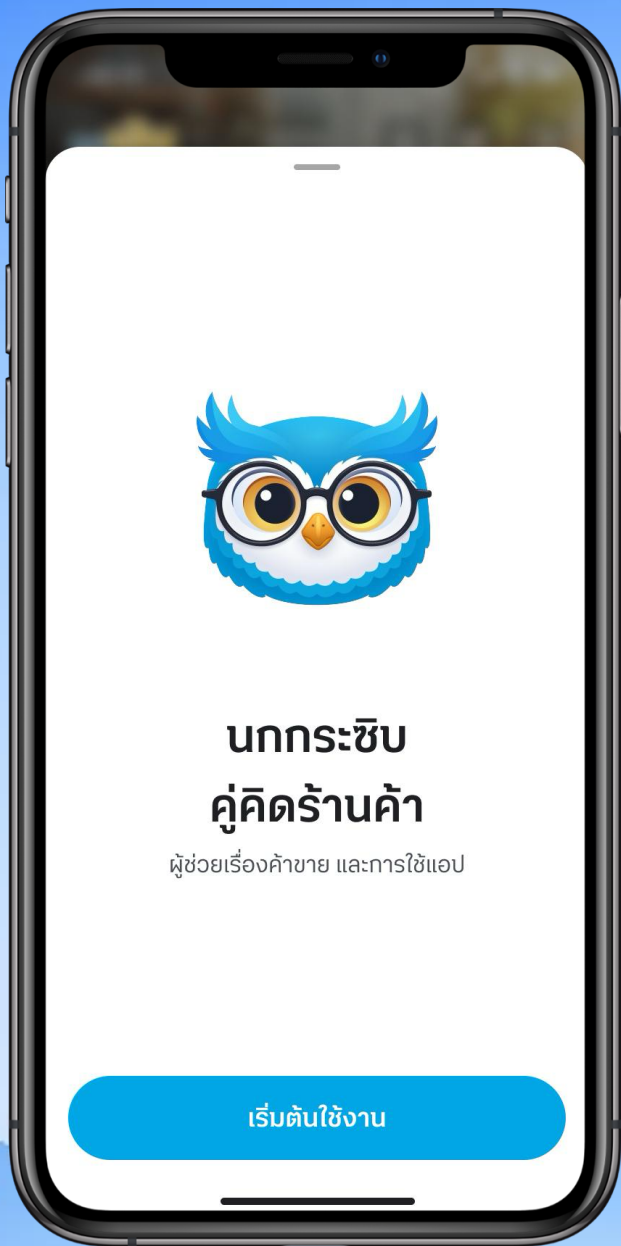 นกกระซิบ
คู่คิดร้านค้า
ผู้ช่วยเรื่องค้าขาย และการใช้แอป
เริ่มต้นใช้งาน